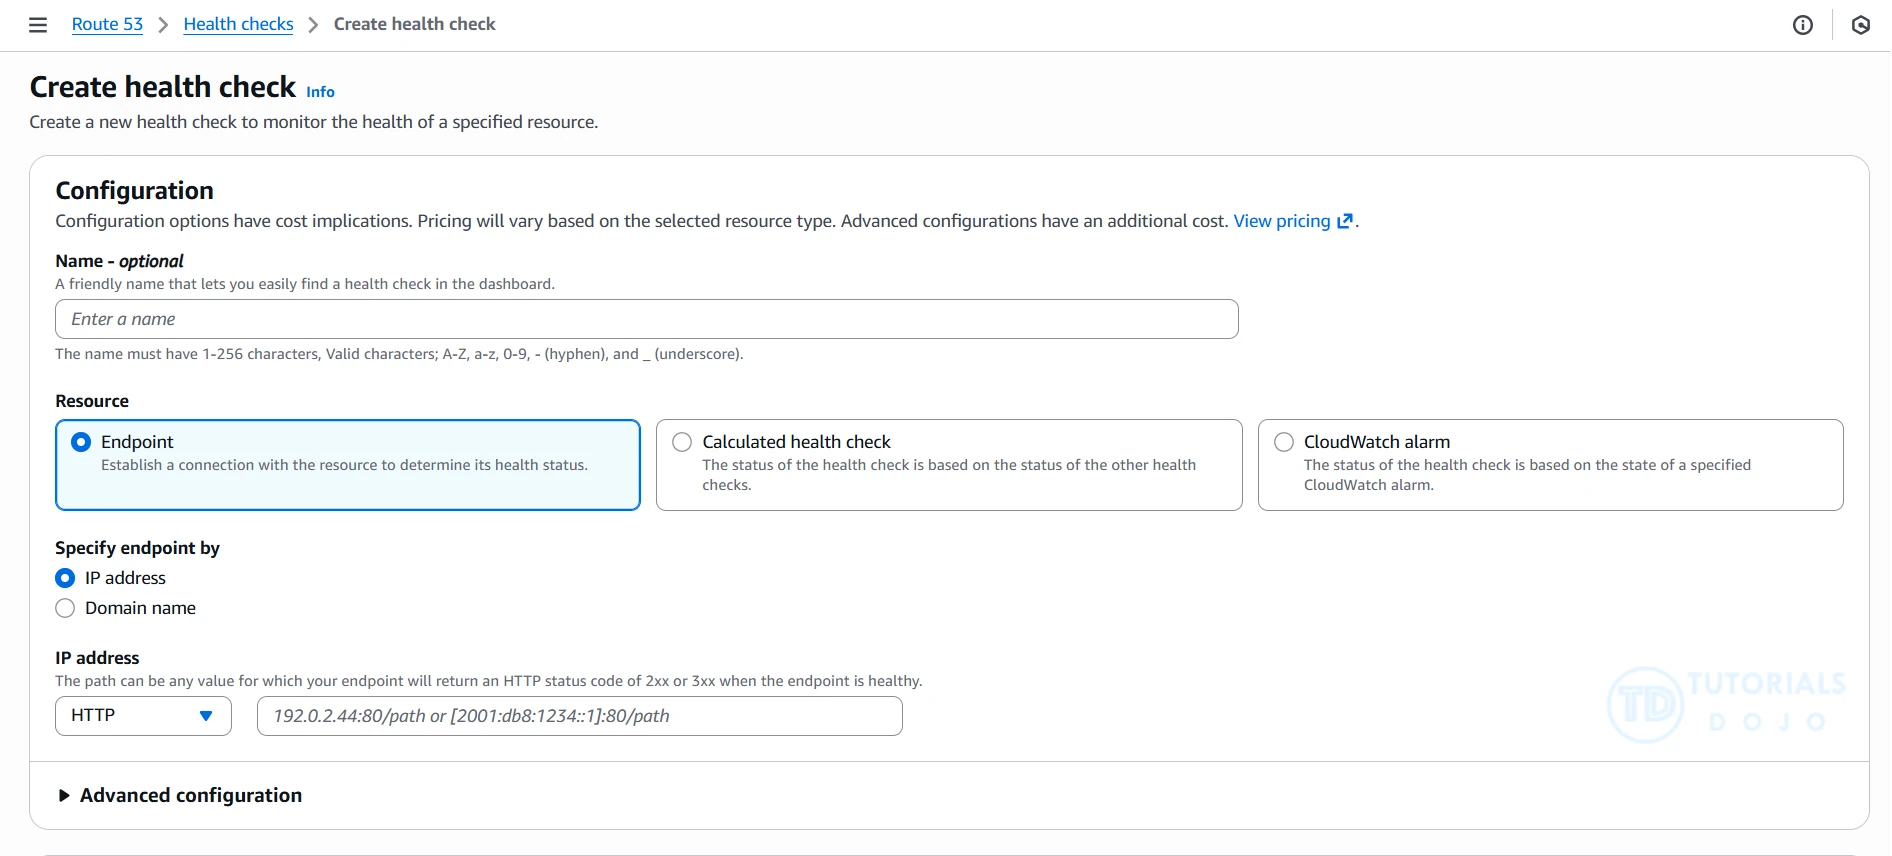 Route 53 > Health checks > Create health check
Create health check Info
Create a new health check to monitor the health of a specified resource.
Configuration
Configuration options have cost implications. Pricing will vary based on the selected resource type. Advanced configurations have an additional cost. View pricing.
Name - optional
A friendly name that lets you easily find a health check in the dashboard.
Enter a name
The name must have 1-256 characters, Valid characters; A-Z, a-z, 0-9, - (hyphen), and _ (underscore).
Resource
Endpoint
Establish a connection with the resource to determine its health status.
Calculated health check
The status of the health check is based on the status of the other health
checks.
CloudWatch alarm
The status of the health check is based on the state of a specified
CloudWatch alarm.
Specify endpoint by
IP address
Domain name
IP address
The path can be any value for which your endpoint will return an HTTP status code of 2xx or 3xx when the endpoint is healthy.
HTTP
192.0.2.44:80/path or [2001:db8:1234::1]:80/path
TD TUTORIALS
DOJO
Advanced configuration